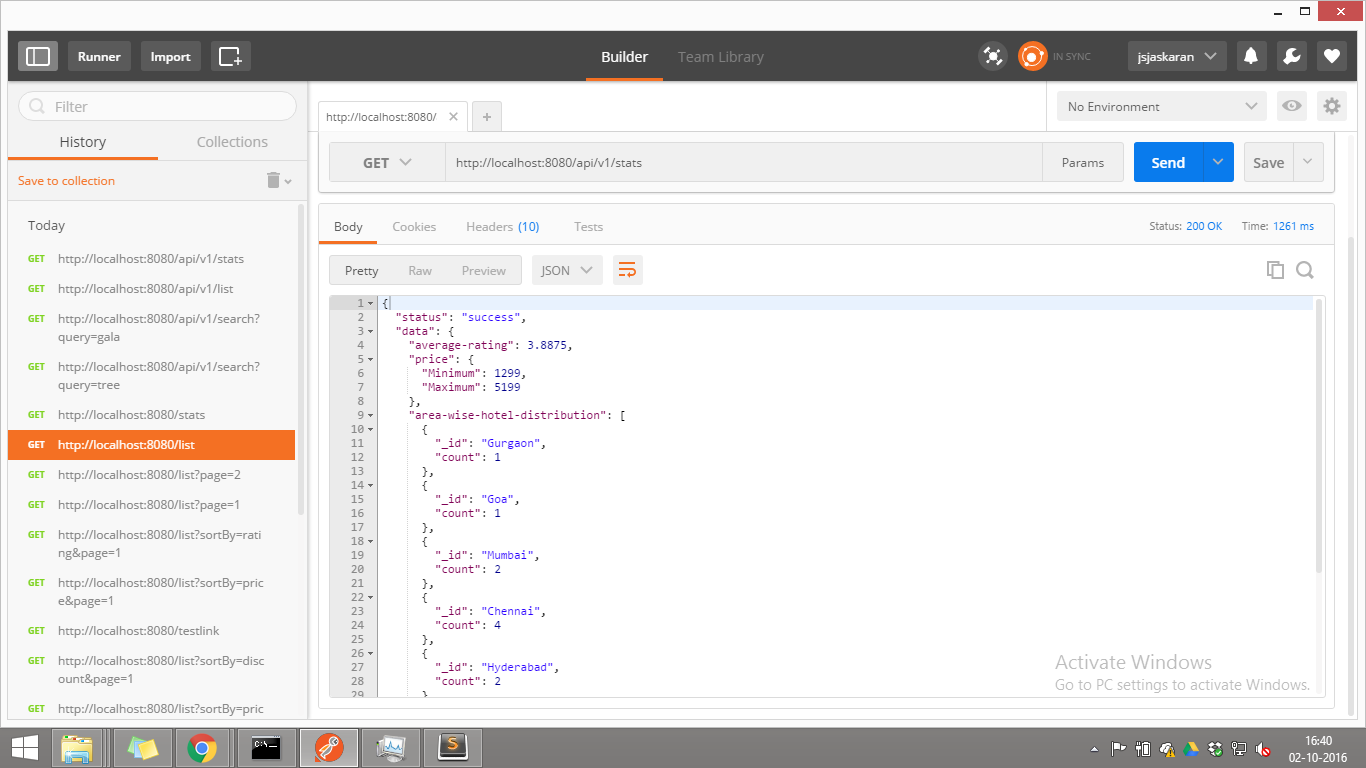 Runner
Import
Builder
Team Library
IN SYNC
jsjaskaran
Filter
History
Collections
Save to collection
Today
GET http://localhost:8080/api/v1/stats
GET http://localhost:8080/api/v1/list
GET http://localhost:8080/api/v1/search?
query=gala
GET http://localhost:8080/api/v1/search?
query=tree
GET http://localhost:8080/stats
GET http://localhost:8080/list
GET http://localhost:8080/list?page=2
GET http://localhost:8080/list?page=1
GET http://localhost:8080/list?sortBy=rati
ng&page=1
GET http://localhost:8080/list?sortBy=pric
e&page=1
GET http://localhost:8080/testlink
GET http://localhost:8080/list?sortBy=disc
ount&page=1
GET http://localhost:8080/list?sortBy=pric
http://localhost:8080/
No Environment
GET http://localhost:8080/api/v1/stats Params Send Save
Body Cookies Headers (10) Tests Status: 200 OK Time: 1261 ms
Pretty Raw Preview JSON
1 {
2 "status": "success",
3 "data": {
4 "average-rating": 3.8875,
5 "price": {
6 "Minimum": 1299,
7 "Maximum": 5199
8 },
9 "area-wise-hotel-distribution": [
10 {
11 "_id": "Gurgaon",
12 "count": 1
13 },
14 {
15 "_id": "Goa",
16 "count": 1
17 },
18 {
19 "_id": "Mumbai",
20 "count": 2
21 },
22 {
23 "_id": "Chennai",
24 "count": 4
25 },
26 {
27 "_id": "Hyderabad",
28 "count": 2
29 }
Activate Windows
Go to PC settings to activate Windows.
C:\_
16:40
02-10-2016